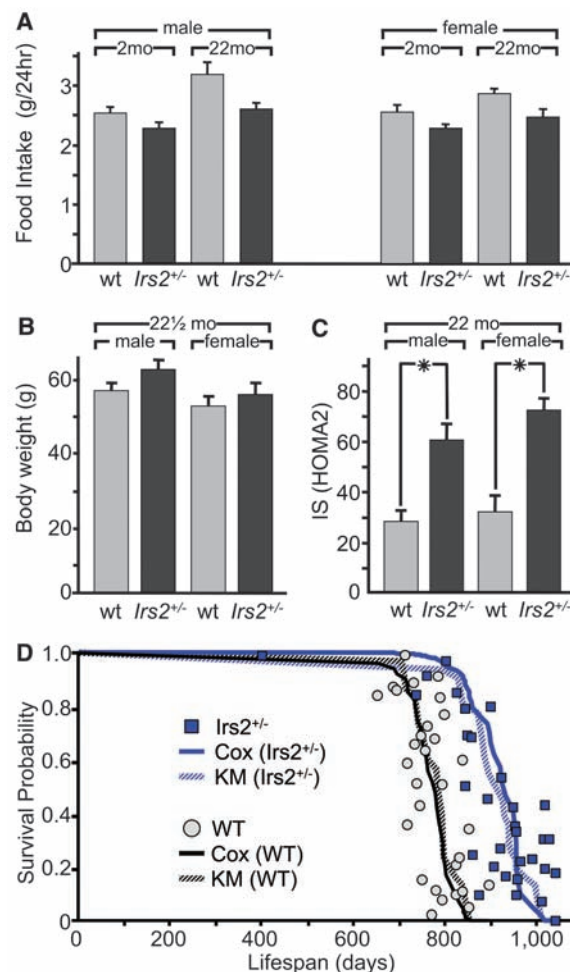 A
male
female
2mo 22mo
2mo 22mo
Food Intake (g/24hr)
3
2
1
0
wt Irs2+/- wt Irs2+/-
wt Irs2+/- wt Irs2+/-
B
22½ mo
male female
Body weight (g)
60
40
20
0
wt Irs2+/- wt Irs2+/-
C
22 mo
male female
* *
IS (HOMA2)
80
60
40
20
0
wt Irs2+/- wt Irs2+/-
D
Survival Probability
1.0
0.8
0.6
0.4
0.2
0
Irs2+/-
Cox (Irs2+/-)
KM (Irs2+/-)
WT
Cox (WT)
KM (WT)
0 200 400 600 800 1,000
Lifespan (days)